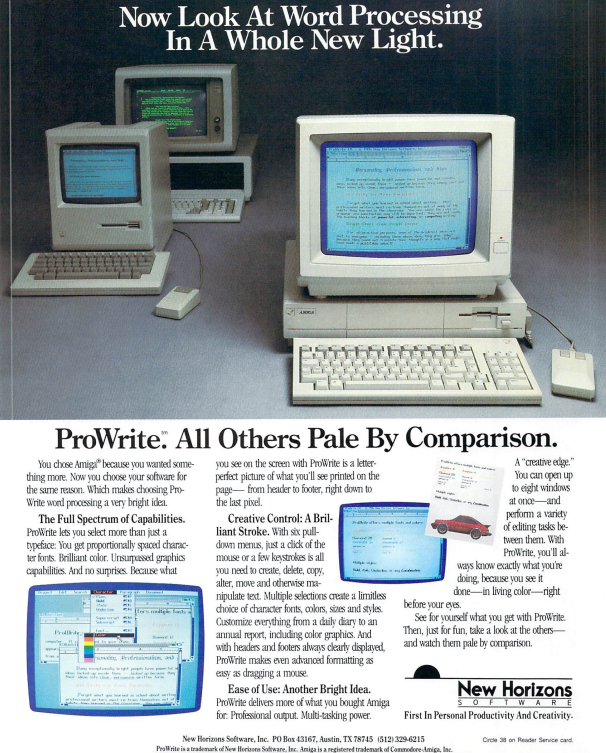 Now Look At Word Processing
In A Whole New Light.
AMIGA
ProWrite.℠ All Others Pale By Comparison.
You chose Amiga® because you wanted some-
thing more. Now you choose your software for
the same reason. Which makes choosing Pro-
Write word processing a very bright idea.
The Full Spectrum of Capabilities.
ProWrite lets you select more than just a
typeface: You get proportionally spaced charac-
ter fonts. Brilliant color. Unsurpassed graphics
capabilities. And no surprises. Because what
you see on the screen with ProWrite is a letter-
perfect picture of what you'll see printed on the
page— from header to footer, right down to
the last pixel.
Creative Control: A Bril-
liant Stroke. With six pull-
down menus, just a click of the
mouse or a few keystrokes is all
you need to create, delete, copy,
alter, move and otherwise ma-
nipulate text. Multiple selections create a limitless
choice of character fonts, colors, sizes and styles.
Customize everything from a daily diary to an
annual report, including color graphics. And
with headers and footers always clearly displayed,
ProWrite makes even advanced formatting as
easy as dragging a mouse.
Ease of Use: Another Bright Idea.
ProWrite delivers more of what you bought Amiga
for: Professional output. Multi-tasking power.
A "creative edge."
You can open up
to eight windows
at once—and
perform a variety
of editing tasks be-
tween them. With
ProWrite, you'll al-
ways know exactly what you're
doing, because you see it
done—in living color—right
before your eyes.
See for yourself what you get with ProWrite.
Then, just for fun, take a look at the others—
and watch them pale by comparison.
New Horizons
SOFTWARE
First In Personal Productivity And Creativity.
New Horizons Software, Inc. PO Box 43167, Austin, TX 78745 (512) 329-6215
Circle 38 on Reader Service card.
ProWrite is a trademark of New Horizons Software, Inc. Amiga is a registered trademark of Commodore-Amiga, Inc.